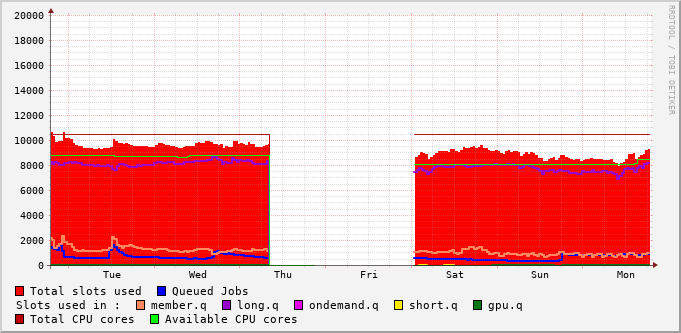 RRDTOOL / TOBI OETIKER
20000
18000
16000
14000
12000
10000
8000
6000
4000
2000
0
Tue Wed Thu Fri Sat Sun Mon
Total slots used Queued Jobs
Slots used in : member.q long.q ondemand.q short.q gpu.q
Total CPU cores Available CPU cores